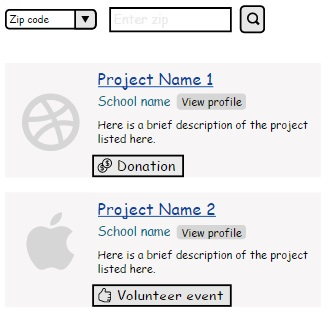 Zip code
Enter zip
Project Name 1
School name View profile
Here is a brief description of the project
listed here.
Donation
Project Name 2
School name View profile
Here is a brief description of the project
listed here.
Volunteer event